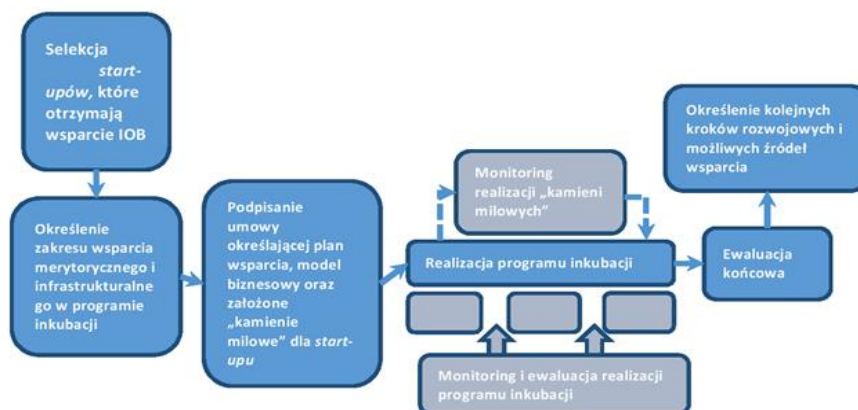 Selekcja
start-
upów, które
otrzymają
wsparcie IOB
Określenie
zakresu wsparcia
merytorycznego i
infrastrukturalne
go w programie
inkubacji
Podpisanie
umowy
określającej plan
wsparcia, model
biznesowy oraz
założone
„kamienie
milowe” dla start-
upu
Monitoring
realizacji „kamieni
milowych”
Realizacja programu inkubacji
Monitoring i ewaluacja realizacji
programu inkubacji
Ewaluacja
końcowa
Określenie kolejnych
kroków rozwojowych i
możliwych źródeł
wsparcia